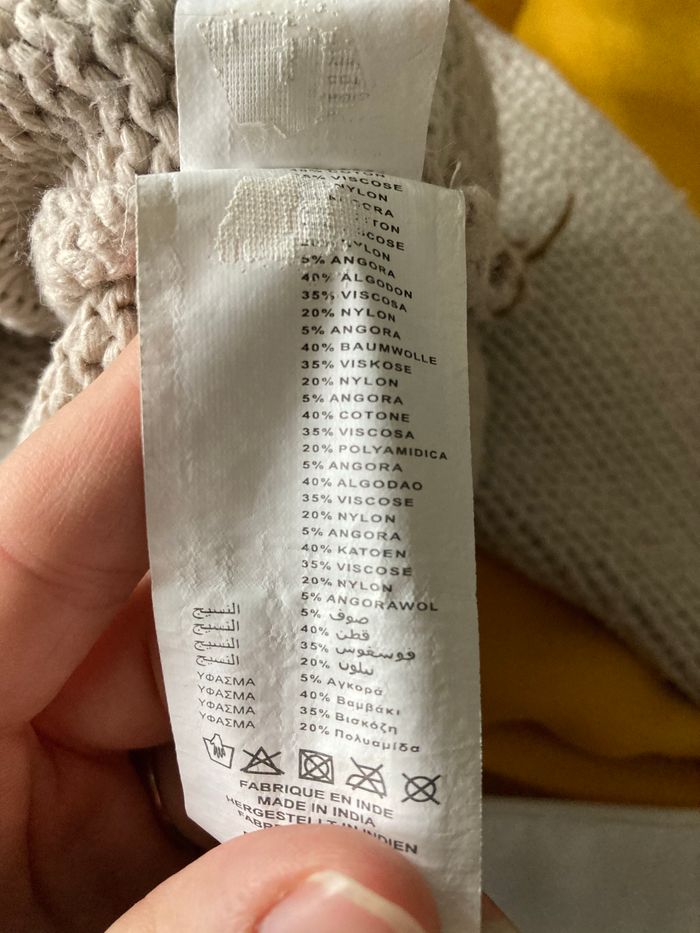 VISCOSE
NYLON
NYLON
5% ANGORA
40% ALGODON
35% VISCOSA
20% NYLON
5% ANGORA
40% BAUMWOLLE
35% VISKOSE
20% NYLON
5% ANGORA
40% COTONE
35% VISCOSA
20% POLYAMIDICA
5% ANGORA
40% ALGODAO
35% VISCOSE
20% NYLON
5% ANGORA
40% KATOEN
35% VISCOSE
20% NYLON
5% ANGORAWOL
النسيج 5% صوف
النسيج 40% قطن
النسيج 35% فوسغوس
النسيج 20% نيلون
ΥΦΑΣΜΑ 5% Αγκορά
ΥΦΑΣΜΑ 40% Βαμβάκι
ΥΦΑΣΜΑ 35% Βισκόζη
ΥΦΑΣΜΑ 20% Πολυαμίδα
FABRIQUE EN INDE
MADE IN INDIA
HERGESTELLT IN INDIEN